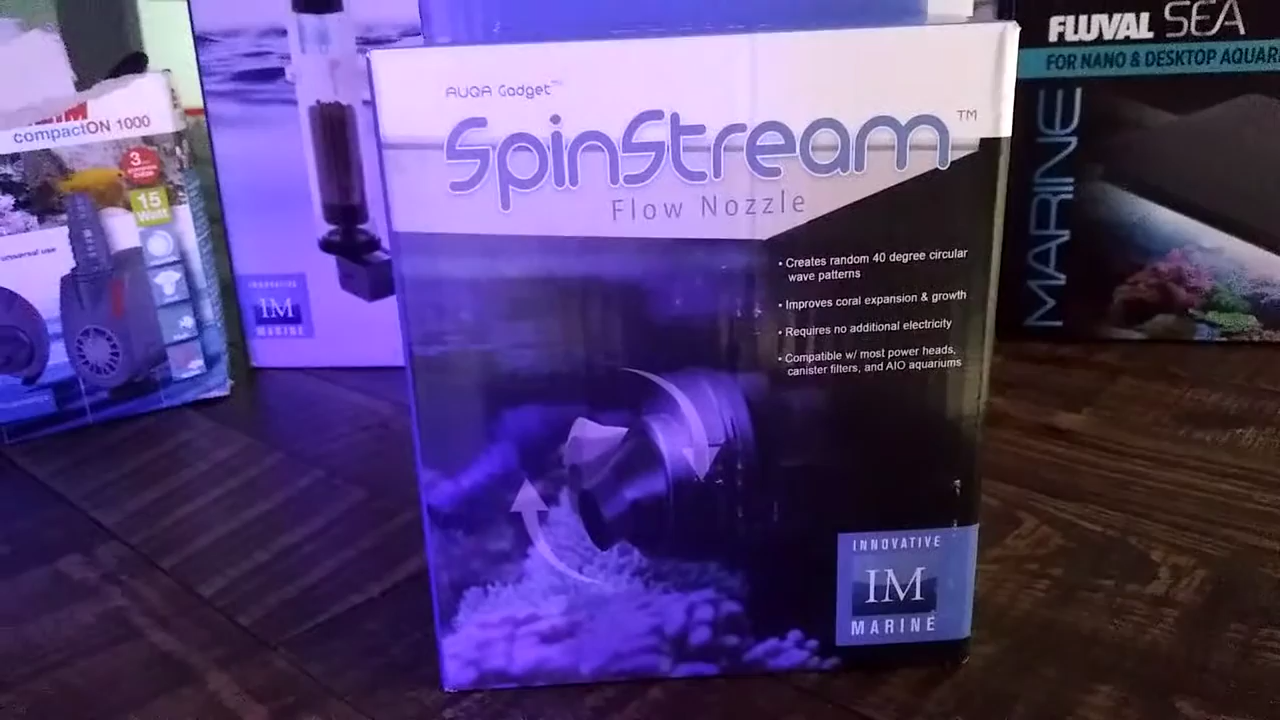 AUQA Gadget™
SpinStream™
Flow Nozzle
• Creates random 40 degree circular
wave patterns
• Improves coral expansion & growth
• Requires no additional electricity
• Compatible w/ most power heads,
canister filters, and AIO aquariums
INNOVATIVE
IM
MARINE
compactON 1000
3
15
Watt
universal use
INNOVATIVE
IM
MARINE
FLUVAL SEA
FOR NANO & DESKTOP
MARINE